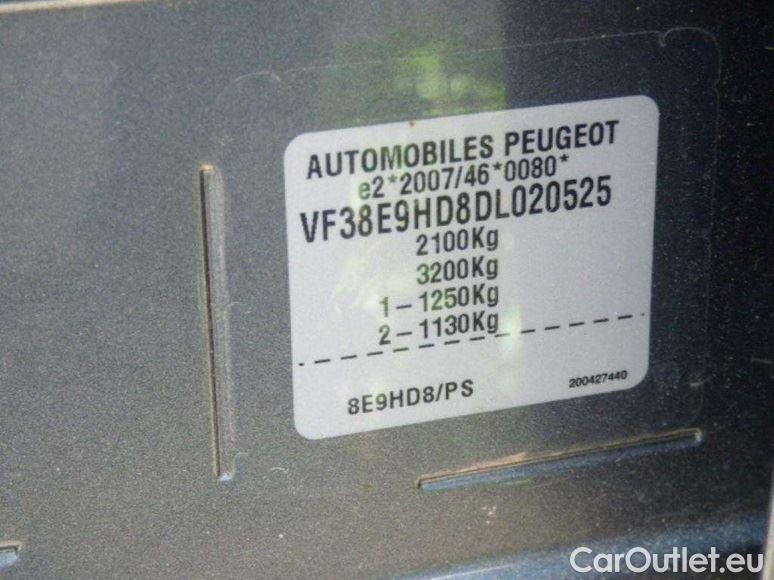 AUTOMOBILES PEUGEOT
e2*2007/46*0080*
VF38E9HD8DL020525
2100Kg
3200Kg
1-1250Kg
2-1130Kg
8E9HD8/PS
200427440
CarOutlet.eu